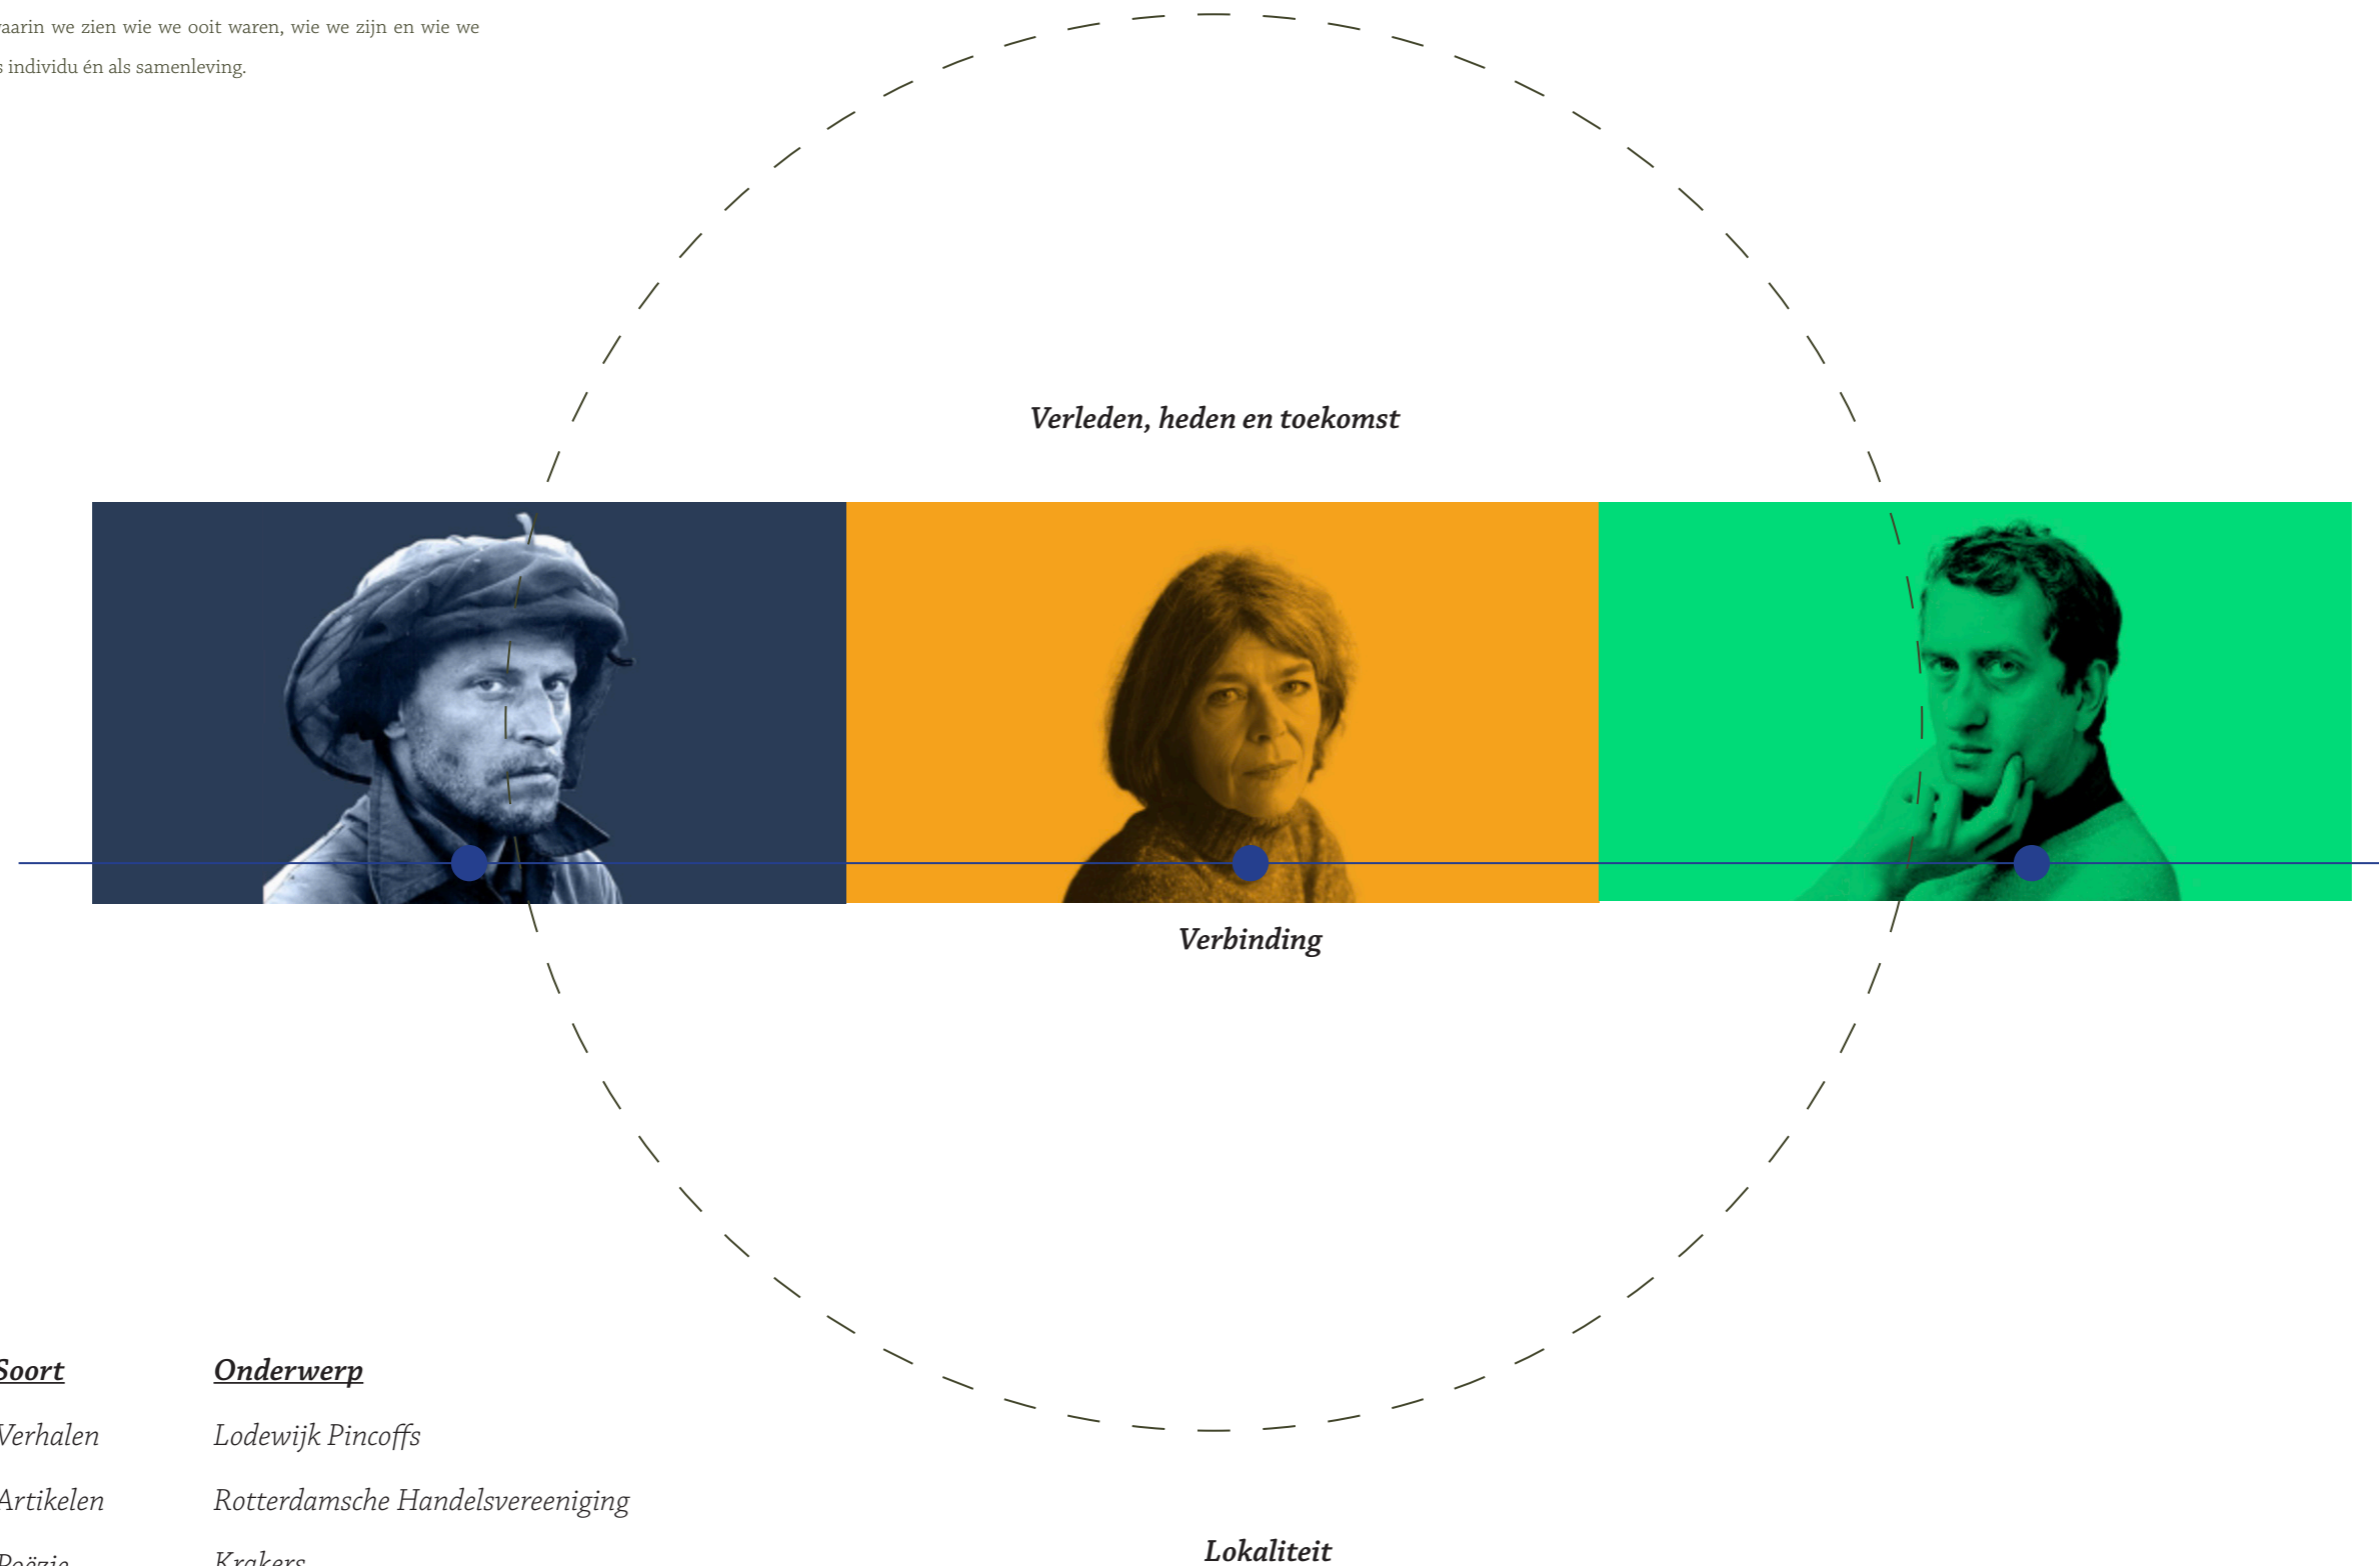 waarin we zien wie we ooit waren, wie we zijn en wie we
individu én als samenleving.
Verleden, heden en toekomst
Verbinding
Soort
Onderwerp
Verhalen
Lodewijk Pincoffs
Artikelen
Rotterdamsche Handelsvereeniging
Poëzie
Krakers
Lokaliteit